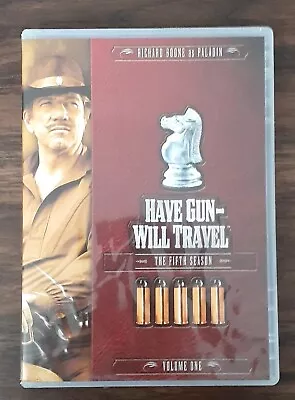 RICHARD BOONE AS PALADIN
HAVE GUN–
WILL TRAVEL
THE FIFTH SEASON
VOLUME ONE